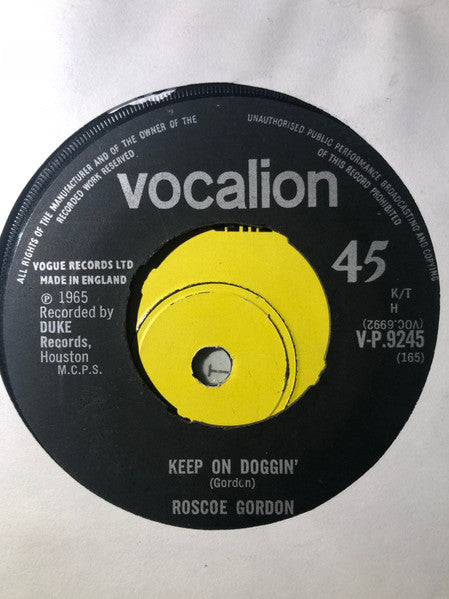 ALL RIGHTS OF THE MANUFACTURER AND OF THE OWNER OF THE
RECORDED WORK RESERVED
UNAUTHORISED PUBLIC PERFORMANCE BROADCASTING AND COPYING
OF THIS RECORD PROHIBITED
vocalion
45
VOGUE RECORDS LTD
MADE IN ENGLAND
℗ 1965
Recorded by
DUKE
Records,
Houston
M.C.P.S.
K/T
H
(VOC.6992)
V-P.9245
(165)
KEEP ON DOGGIN'
(Gordon)
ROSCOE GORDON